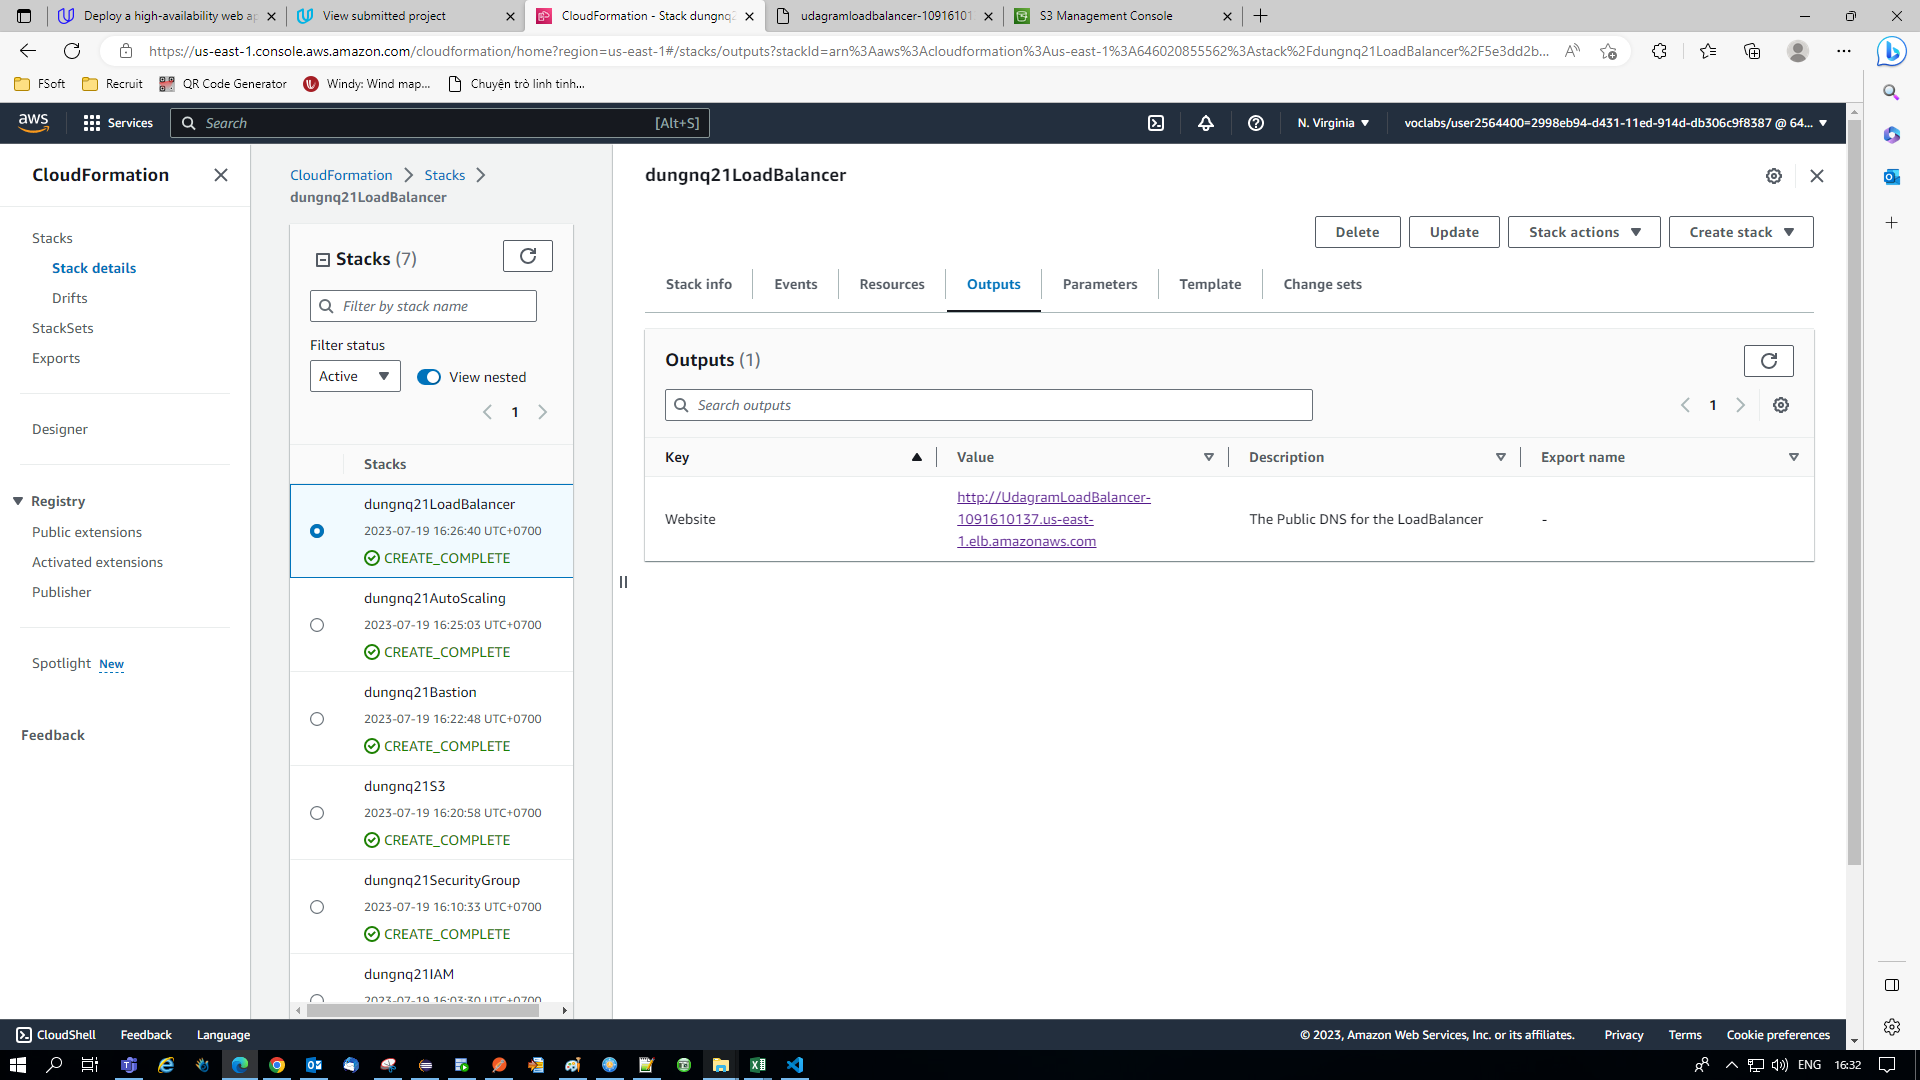 Deploy a high-availability web ap
View submitted project
CloudFormation - Stack dungnq2
udagramloadbalancer-10916101
S3 Management Console
https://us-east-1.console.aws.amazon.com/cloudformation/home?region=us-east-1#/stacks/outputs?stackId=arn%3Aaws%3Acloudformation%3Aus-east-1%3A646020855562%3Astack%2Fdungnq21LoadBalancer%2F5e3dd2b...
FSoft
Recruit
QR Code Generator
Windy: Wind map...
Chuyện trò linh tinh...
aws
Services
Search
[Alt+S]
N. Virginia
voclabs/user2564400=2998eb94-d431-11ed-914d-db306c9f8387 @ 64...
CloudFormation
Stacks
Stack details
Drifts
StackSets
Exports
Designer
Registry
Public extensions
Activated extensions
Publisher
Spotlight New
Feedback
CloudFormation
Stacks
dungnq21LoadBalancer
Stacks (7)
Filter by stack name
Filter status
Active
View nested
1
Stacks
dungnq21LoadBalancer
2023-07-19 16:26:40 UTC+0700
CREATE_COMPLETE
dungnq21AutoScaling
2023-07-19 16:25:03 UTC+0700
CREATE_COMPLETE
dungnq21Bastion
2023-07-19 16:22:48 UTC+0700
CREATE_COMPLETE
dungnq21S3
2023-07-19 16:20:58 UTC+0700
CREATE_COMPLETE
dungnq21SecurityGroup
2023-07-19 16:10:33 UTC+0700
CREATE_COMPLETE
dungnq21IAM
2023-07-19 16:03:30 UTC+0700
dungnq21LoadBalancer
Delete
Update
Stack actions
Create stack
Stack info
Events
Resources
Outputs
Parameters
Template
Change sets
Outputs (1)
Search outputs
1
Key
Value
Description
Export name
Website
http://UdagramLoadBalancer-
1091610137.us-east-
1.elb.amazonaws.com
The Public DNS for the LoadBalancer
-
CloudShell
Feedback
Language
© 2023, Amazon Web Services, Inc. or its affiliates.
Privacy
Terms
Cookie preferences
ENG
16:32